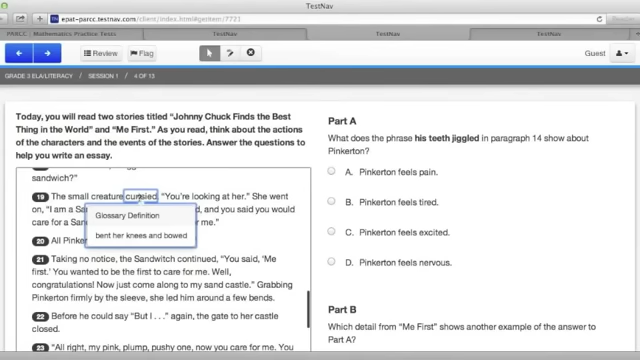 TestNav
epat-parcc.testnav.com/client/index.html#getitem/7721
Reader
PARCC | Mathematics Practice Tests
TestNav
TestNav
TestNav
Review
Flag
Guest
GRADE 3 ELA/LITERACY / SESSION 1 / 4 OF 13
Today, you will read two stories titled “Johnny Chuck Finds the Best
Thing in the World” and “Me First.” As you read, think about the actions
of the characters and the events of the stories. Answer the questions to
help you write an essay.
sandwich?”
19 The small creature curtsied. “You’re looking at her.” She went
on, “I am a San d, and you said you would
care for a San me.”
Glossary Definition
bent her knees and bowed
20 All Pinker
21 Taking no notice, the Sandwitch continued, “You said, ‘Me
first.’ You wanted to be the first to care for me. Well,
congratulations! Now just come along to my sand castle.” Grabbing
Pinkerton firmly by the sleeve, she led him around a few bends.
22 Before he could say “But I . . .” again, the gate to her castle
closed.
23 “All right, my pink, plump, pushy one, now you care for me. You
Part A
What does the phrase his teeth jiggled in paragraph 14 show about
Pinkerton?
A. Pinkerton feels pain.
B. Pinkerton feels tired.
C. Pinkerton feels excited.
D. Pinkerton feels nervous.
Part B
Which detail from “Me First” shows another example of the answer to
Part A?